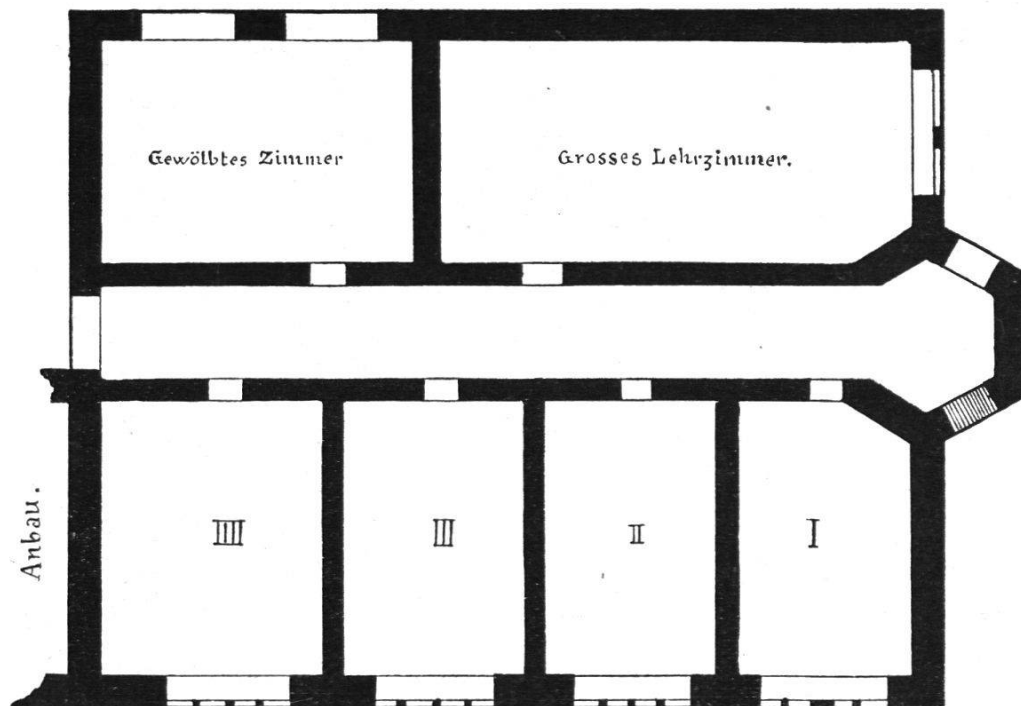 Gewölbtes Zimmer
Grosses Lehrzimmer.
Anbau.
IIII
III
II
I